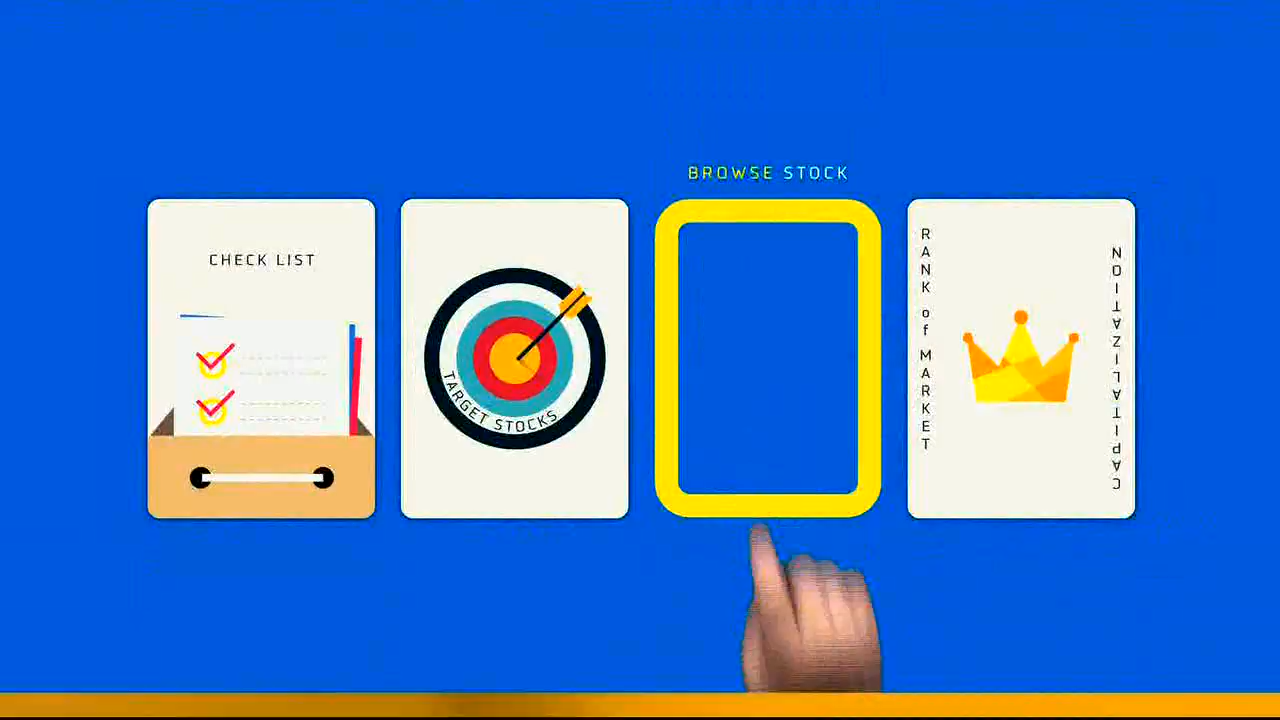 BROWSE STOCK
CHECK LIST
TARGET STOCKS
RANK of MARKET
CAPITALIZATION